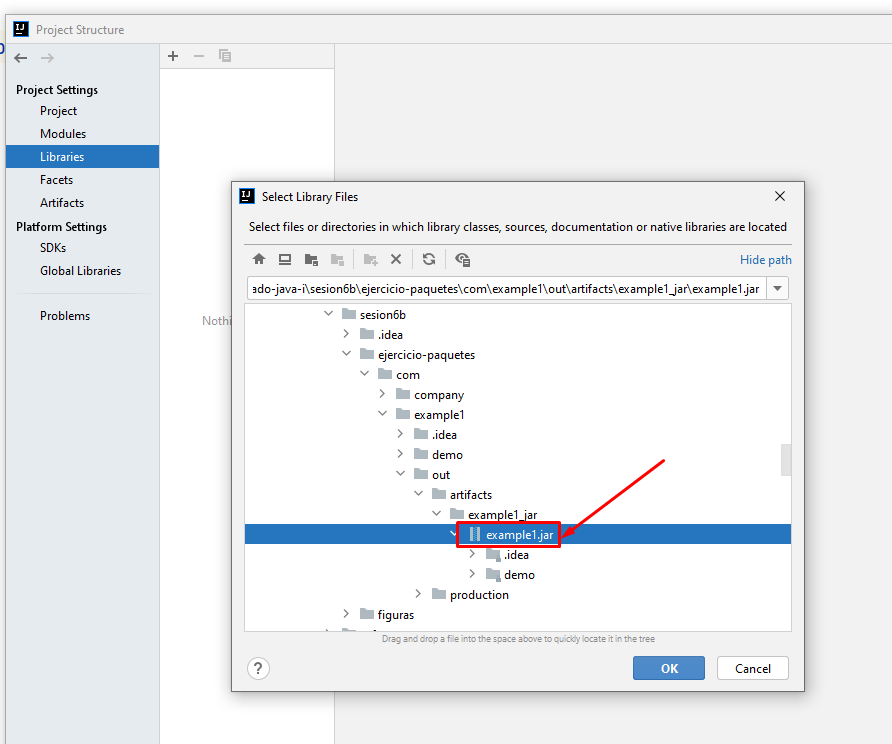 Project Structure
Project Settings
Project
Modules
Libraries
Facets
Artifacts
Platform Settings
SDKs
Global Libraries
Problems
Nothi
Select Library Files
Select files or directories in which library classes, sources, documentation or native libraries are located
Hide path
ado-java-i\sesion6b\ejercicio-paquetes\com\example1\out\artifacts\example1_jar\example1.jar
sesion6b
.idea
ejercicio-paquetes
com
company
example1
.idea
demo
out
artifacts
example1_jar
example1.jar
.idea
demo
production
figuras
Drag and drop a file into the space above to quickly locate it in the tree
?
OK
Cancel